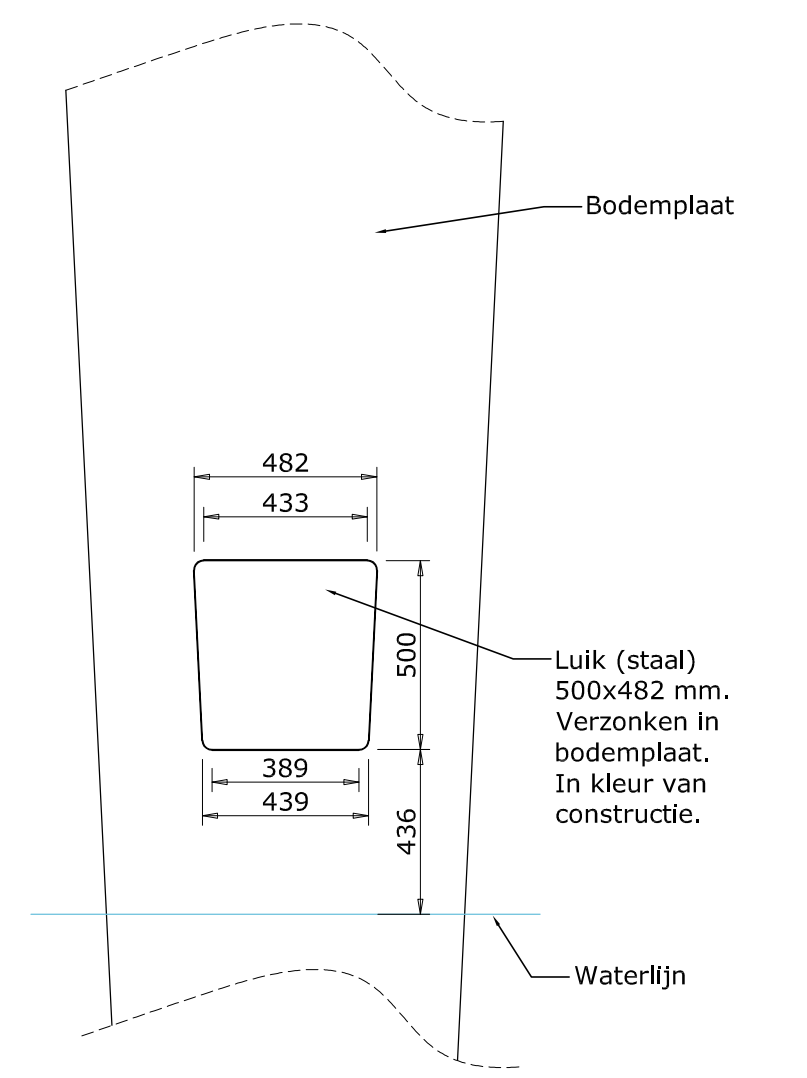 Bodemplaat
482
433
500
Luik (staal)
500x482 mm.
Verzonken in
bodemplaat.
In kleur van
constructie.
389
439
436
Waterlijn